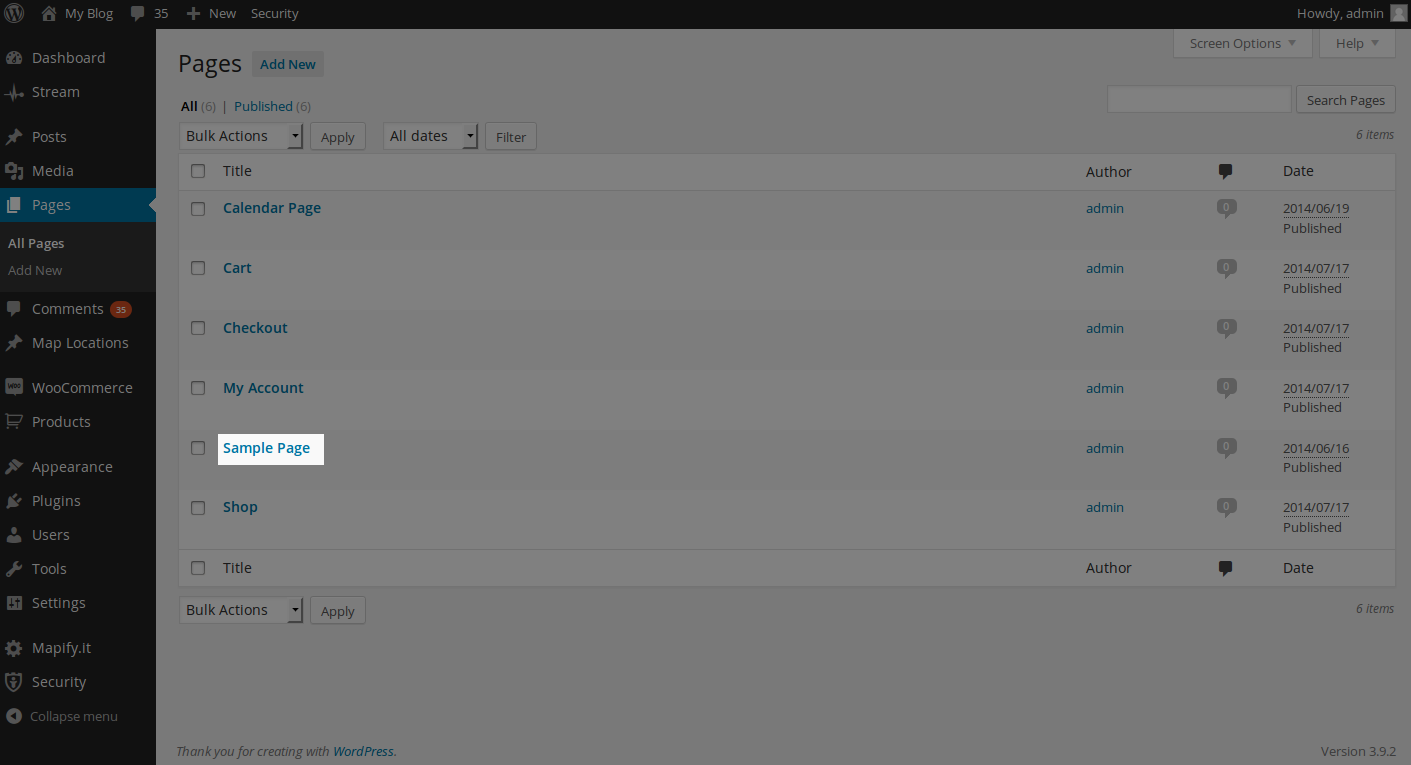 My Blog 35 New Security Howdy, admin
Dashboard
Stream
Posts
Media
Pages
All Pages
Add New
Comments 35
Map Locations
WOO WooCommerce
Products
Appearance
Plugins
Users
Tools
Settings
Mapify.it
Security
Collapse menu
Screen Options Help
Pages Add New
All (6) | Published (6)
Search Pages
Bulk Actions Apply All dates Filter
6 items
Title Author Date
Calendar Page admin 0 2014/06/19
Published
Cart admin 0 2014/07/17
Published
Checkout admin 0 2014/07/17
Published
My Account admin 0 2014/07/17
Published
Sample Page admin 0 2014/06/16
Published
Shop admin 0 2014/07/17
Published
Title Author Date
Bulk Actions Apply
6 items
Thank you for creating with WordPress. Version 3.9.2